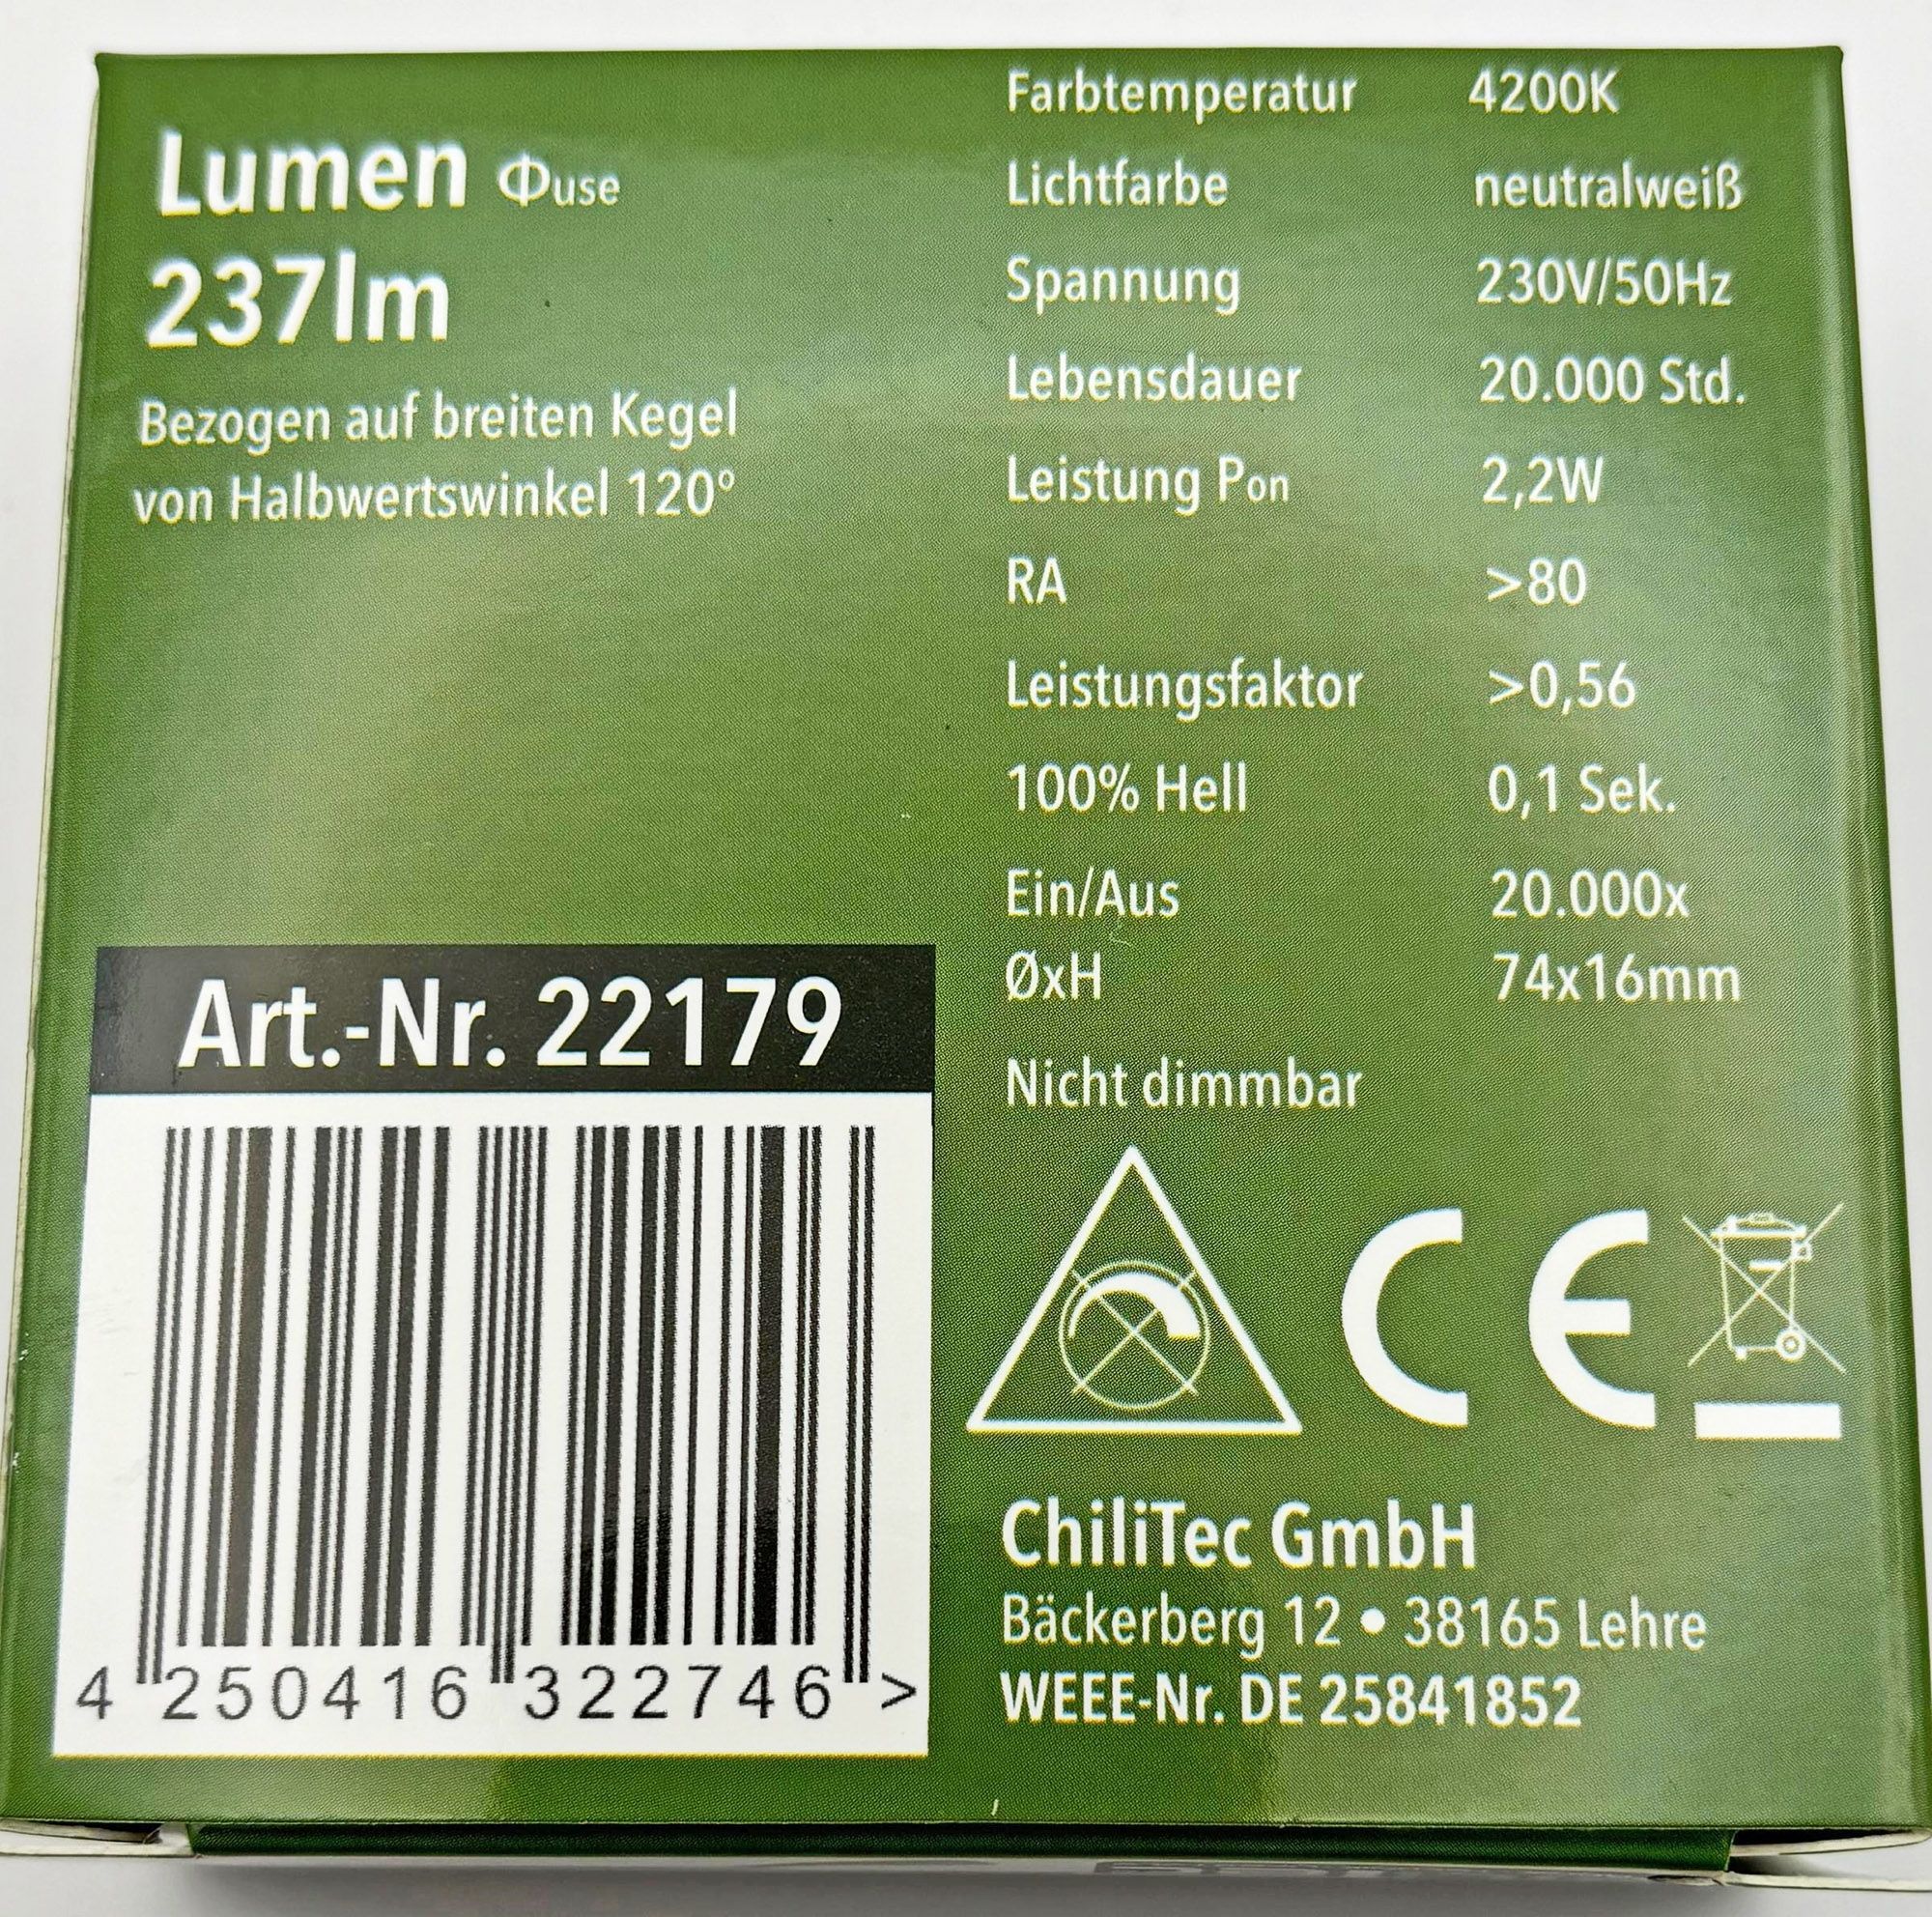 Lumen Φuse
237lm
Bezogen auf breiten Kegel
von Halbwertswinkel 120°
Farbtemperatur 4200K
Lichtfarbe neutralweiß
Spannung 230V/50Hz
Lebensdauer 20.000 Std.
Leistung Pon 2,2W
RA >80
Leistungsfaktor >0,56
100% Hell 0,1 Sek.
Ein/Aus 20.000x
ØxH 74x16mm
Nicht dimmbar
Art.-Nr. 22179
4 250416 322746 >
CE
ChiliTec GmbH
Bäckerberg 12 • 38165 Lehre
WEEE-Nr. DE 25841852